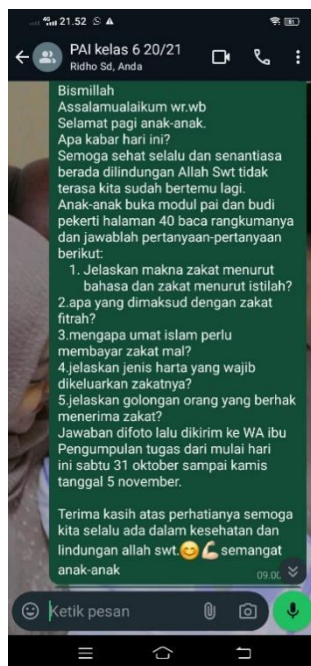 21.52
PAI kelas 6 20/21
Ridho Sd, Anda
Bismillah
Assalamualaikum wr.wb
Selamat pagi anak-anak.
Apa kabar hari ini?
Semoga sehat selalu dan senantiasa
berada dilindungan Allah Swt tidak
terasa kita sudah bertemu lagi.
Anak-anak buka modul pai dan budi
pekerti halaman 40 baca rangkumanya
dan jawablah pertanyaan-pertanyaan
berikut:
1. Jelaskan makna zakat menurut
bahasa dan zakat menurut istilah?
2.apa yang dimaksud dengan zakat
fitrah?
3.mengapa umat islam perlu
membayar zakat mal?
4.jelaskan jenis harta yang wajib
dikeluarkan zakatnya?
5.jelaskan golongan orang yang berhak
menerima zakat?
Jawaban difoto lalu dikirim ke WA ibu
Pengumpulan tugas dari mulai hari
ini sabtu 31 oktober sampai kamis
tanggal 5 november.
Terima kasih atas perhatianya semoga
kita selalu ada dalam kesehatan dan
lindungan allah swt.😊💪 semangat
anak-anak
09.00
Ketik pesan